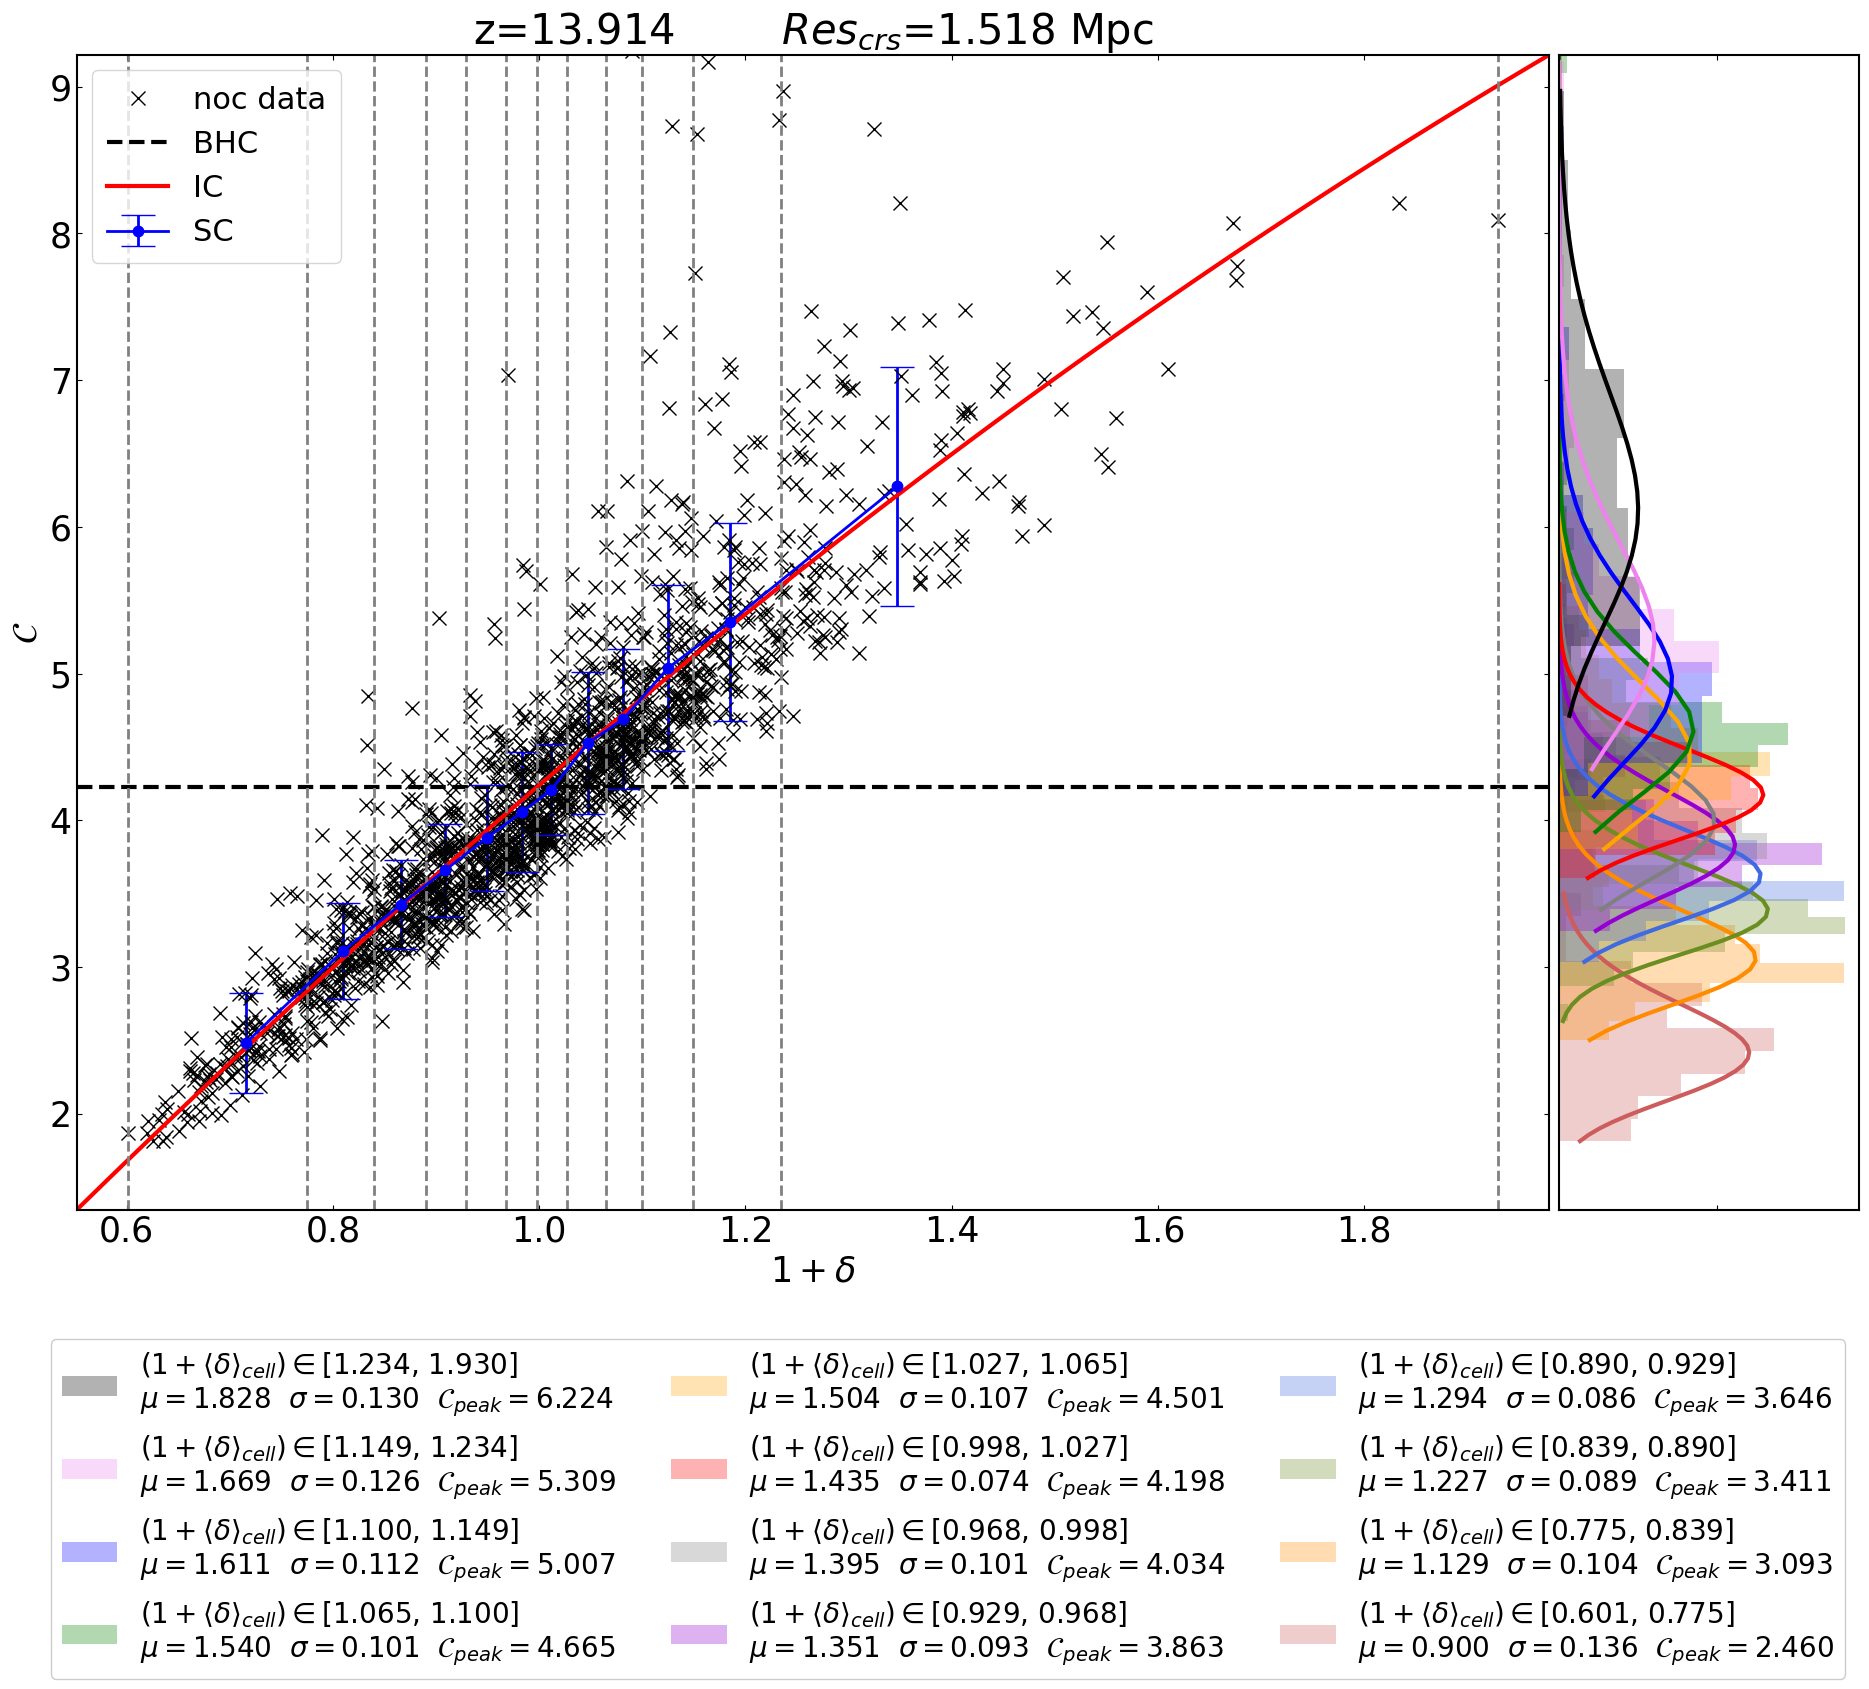 z=13.914 Res_crs=1.518 Mpc
noc data
BHC
IC
SC
9
8
7
6
5
4
3
2
𝒞
0.6 0.8 1.0 1.2 1.4 1.6 1.8
1 + δ
(1 + ⟨δ⟩_cell) ∈ [1.234, 1.930]
μ = 1.828 σ = 0.130 𝒞_peak = 6.224
(1 + ⟨δ⟩_cell) ∈ [1.149, 1.234]
μ = 1.669 σ = 0.126 𝒞_peak = 5.309
(1 + ⟨δ⟩_cell) ∈ [1.100, 1.149]
μ = 1.611 σ = 0.112 𝒞_peak = 5.007
(1 + ⟨δ⟩_cell) ∈ [1.065, 1.100]
μ = 1.540 σ = 0.101 𝒞_peak = 4.665
(1 + ⟨δ⟩_cell) ∈ [1.027, 1.065]
μ = 1.504 σ = 0.107 𝒞_peak = 4.501
(1 + ⟨δ⟩_cell) ∈ [0.998, 1.027]
μ = 1.435 σ = 0.074 𝒞_peak = 4.198
(1 + ⟨δ⟩_cell) ∈ [0.968, 0.998]
μ = 1.395 σ = 0.101 𝒞_peak = 4.034
(1 + ⟨δ⟩_cell) ∈ [0.929, 0.968]
μ = 1.351 σ = 0.093 𝒞_peak = 3.863
(1 + ⟨δ⟩_cell) ∈ [0.890, 0.929]
μ = 1.294 σ = 0.086 𝒞_peak = 3.646
(1 + ⟨δ⟩_cell) ∈ [0.839, 0.890]
μ = 1.227 σ = 0.089 𝒞_peak = 3.411
(1 + ⟨δ⟩_cell) ∈ [0.775, 0.839]
μ = 1.129 σ = 0.104 𝒞_peak = 3.093
(1 + ⟨δ⟩_cell) ∈ [0.601, 0.775]
μ = 0.900 σ = 0.136 𝒞_peak = 2.460